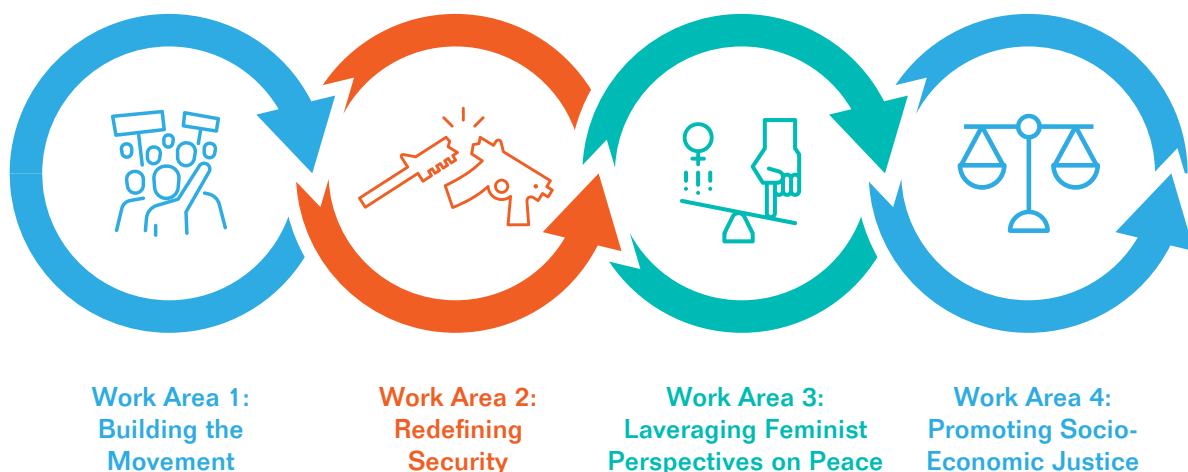 Work Area 1:
Building the
Movement
Work Area 2:
Redefining
Security
Work Area 3:
Laveraging Feminist
Perspectives on Peace
Work Area 4:
Promoting Socio-
Economic Justice